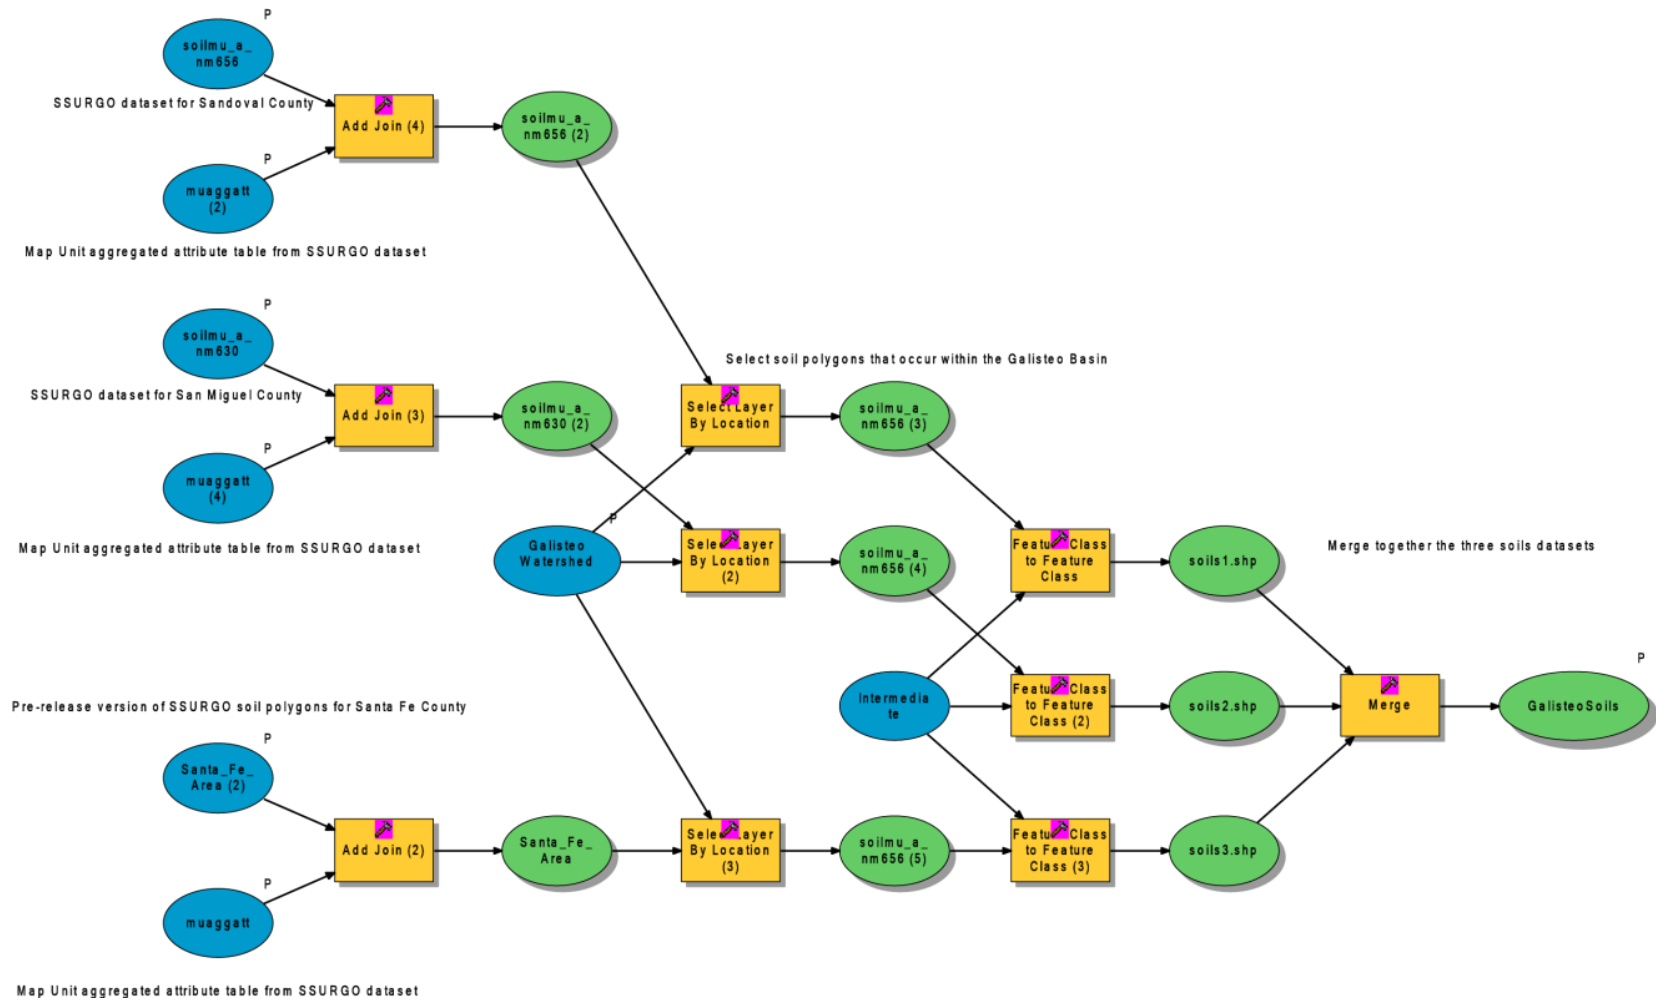 P
soilmu_a_
nm656
SSURGO dataset for Sandoval County
Add Join (4)
soilmu_a_
nm656 (2)
P
muaggatt
(2)
Map Unit aggregated attribute table from SSURGO dataset
P
soilmu_a_
nm630
SSURGO dataset for San Miguel County
Add Join (3)
soilmu_a_
nm630 (2)
P
muaggatt
(4)
Map Unit aggregated attribute table from SSURGO dataset
Select soil polygons that occur within the Galisteo Basin
Select Layer
By Location
soilmu_a_
nm656 (3)
P
Galisteo
Watershed
Select Layer
By Location
(2)
soilmu_a_
nm656 (4)
Feature Class
to Feature
Class
soils1.shp
Merge together the three soils datasets
Intermedia
te
Feature Class
to Feature
Class (2)
soils2.shp
Merge
P
GalisteoSoils
Pre-release version of SSURGO soil polygons for Santa Fe County
P
Santa_Fe_
Area (2)
Add Join (2)
Santa_Fe_
Area
Select Layer
By Location
(3)
soilmu_a_
nm656 (5)
Feature Class
to Feature
Class (3)
soils3.shp
P
muaggatt
Map Unit aggregated attribute table from SSURGO dataset